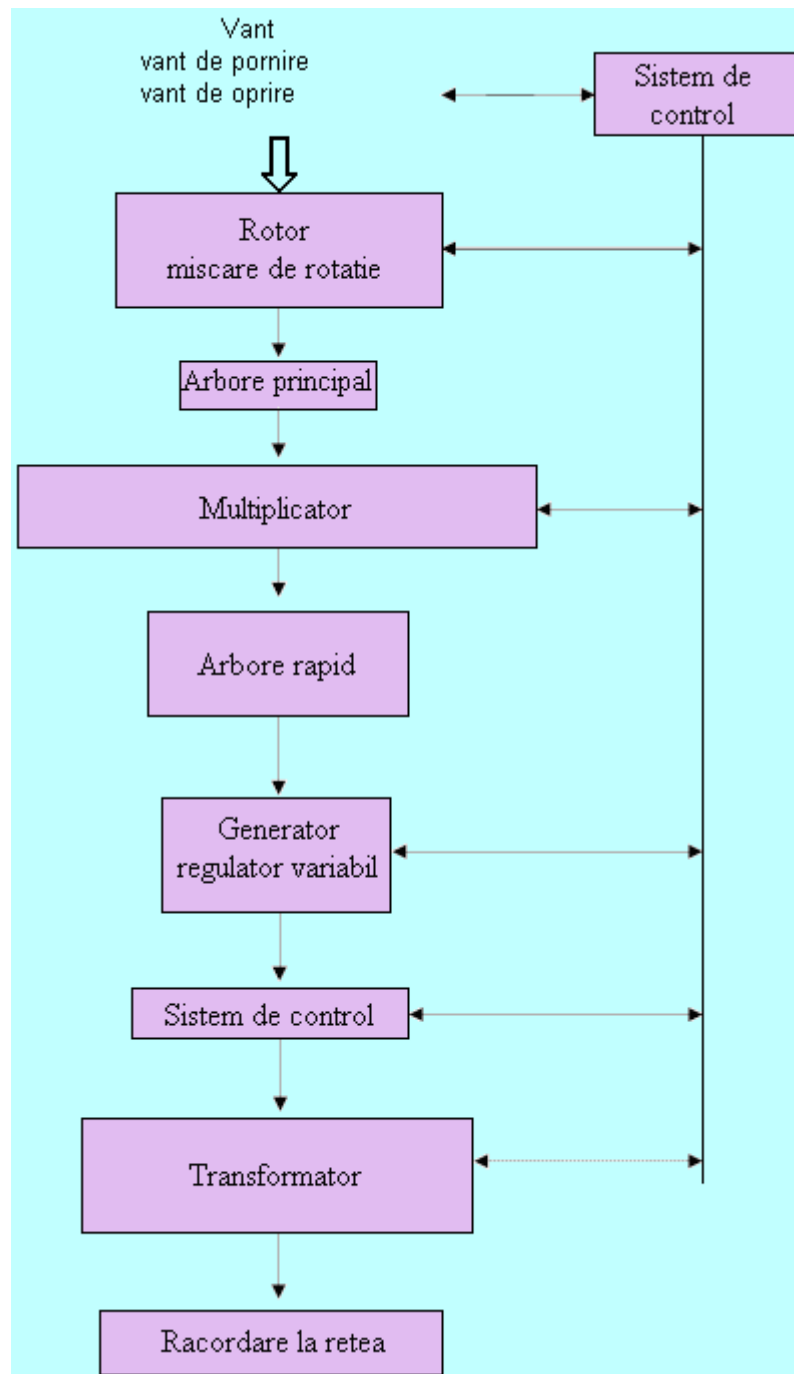 Vant
vant de pornire
vant de oprire
Sistem de
control
Rotor
miscare de rotatie
Arbore principal
Multiplicator
Arbore rapid
Generator
regulator variabil
Sistem de control
Transformator
Racordare la retea